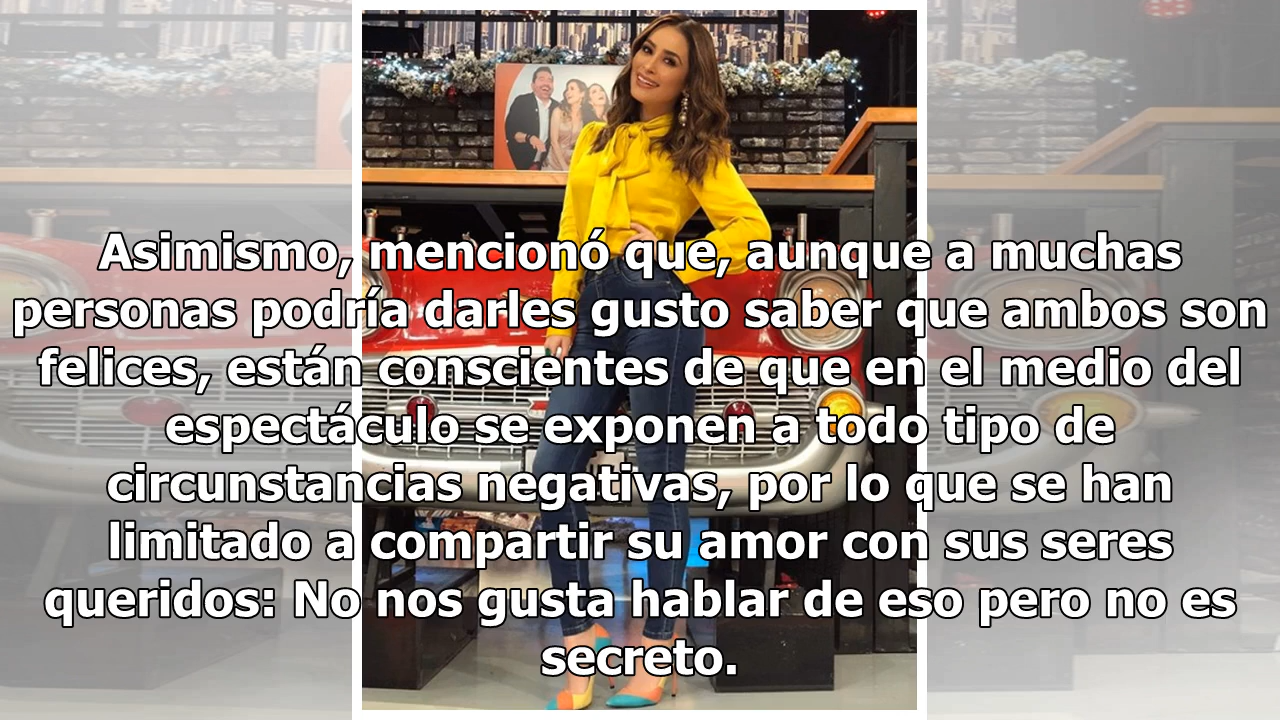 Asimismo, mencionó que, aunque a muchas
personas podría darles gusto saber que ambos son
felices, están conscientes de que en el medio del
espectáculo se exponen a todo tipo de
circunstancias negativas, por lo que se han
limitado a compartir su amor con sus seres
queridos: No nos gusta hablar de eso pero no es
secreto.